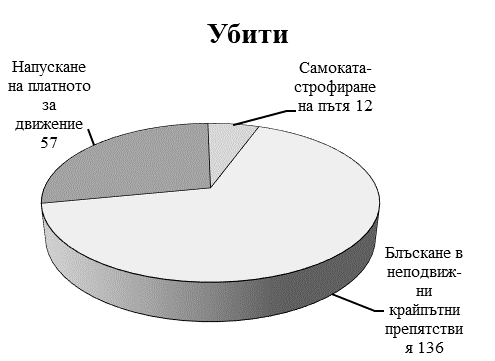 Убити
Напускане
на платното
за
движение
57
Самоката-
строфиране
на пътя 12
Блъскане в
неподвиж-
ни
крайпътни
препятстви
я 136